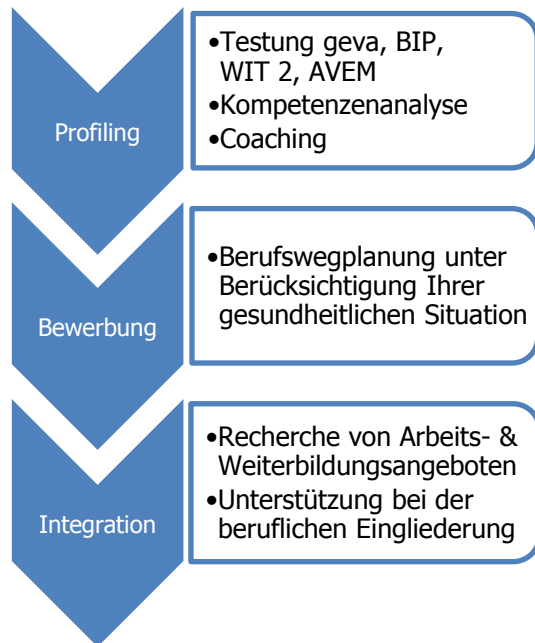 Profiling
•Testung geva, BIP,
WIT 2, AVEM
•Kompetenzenanalyse
•Coaching
Bewerbung
•Berufswegplanung unter
Berücksichtigung Ihrer
gesundheitlichen Situation
Integration
•Recherche von Arbeits- &
Weiterbildungsangeboten
•Unterstützung bei der
beruflichen Eingliederung